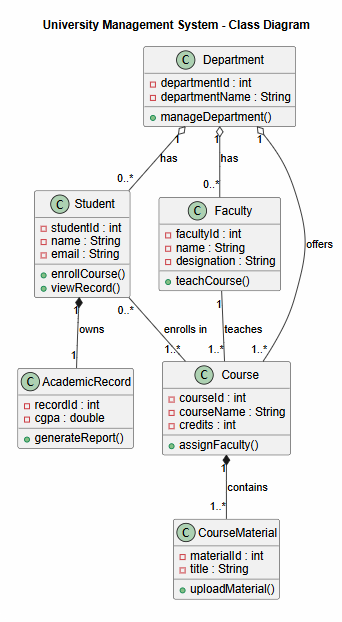 University Management System - Class Diagram
C Department
departmentId : int
departmentName : String
manageDepartment()
1 1 1
has has
0..* 0..*
C Student
studentId : int
name : String
email : String
enrollCourse()
viewRecord()
C Faculty
facultyId : int
name : String
designation : String
teachCourse()
offers
1 0..* 1
owns enrolls in teaches
1 1..* 1..* 1..*
C AcademicRecord
recordId : int
cgpa : double
generateReport()
C Course
courseId : int
courseName : String
credits : int
assignFaculty()
1
contains
1..*
C CourseMaterial
materialId : int
title : String
uploadMaterial()